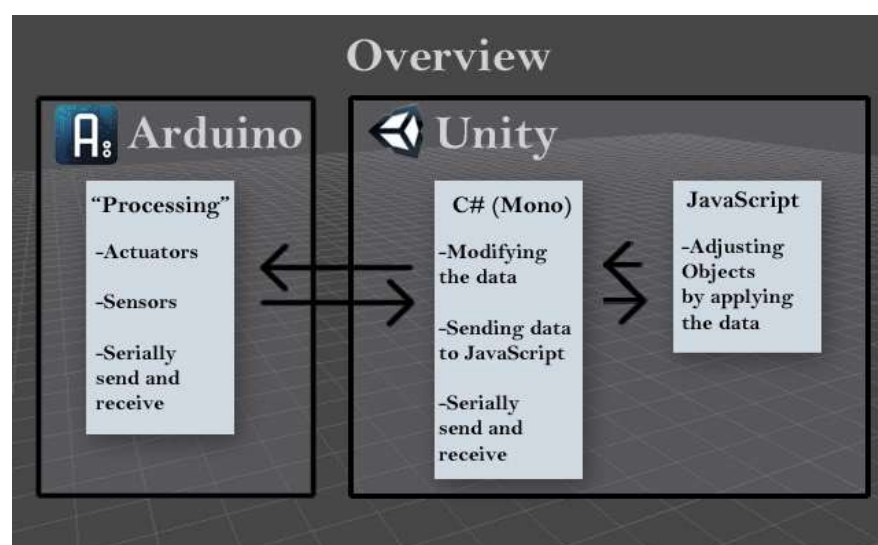 Overview
Arduino
"Processing"
-Actuators
-Sensors
-Serially
send and
receive
Unity
C# (Mono)
-Modifying
the data
-Sending data
to JavaScript
-Serially
send and
receive
JavaScript
-Adjusting
Objects
by applying
the data